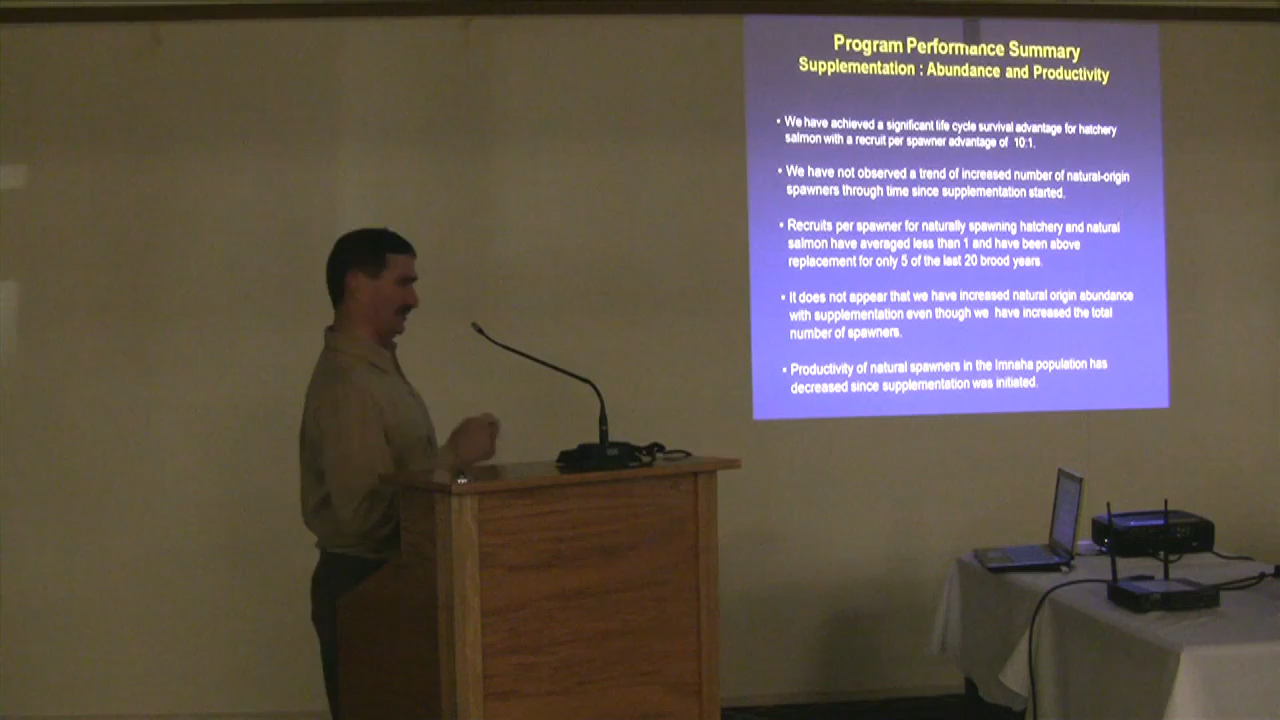 Program Performance Summary
Supplementation : Abundance and Productivity
• We have achieved a significant life cycle survival advantage for hatchery
salmon with a recruit per spawner advantage of 10:1.
• We have not observed a trend of increased number of natural-origin
spawners through time since supplementation started.
• Recruits per spawner for naturally spawning hatchery and natural
salmon have averaged less than 1 and have been above
replacement for only 5 of the last 20 brood years.
• It does not appear that we have increased natural origin abundance
with supplementation even though we have increased the total
number of spawners.
• Productivity of natural spawners in the Imnaha population has
decreased since supplementation was initiated.